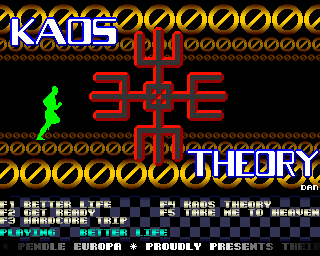 KAOS
THEORY
DAN
F1 BETTER LIFE F4 KAOS THEORY
F2 GET READY F5 TAKE ME TO HEAVEN
F3 HARDCORE TRIP
PLAYING BETTER LIFE
* PENDLE EUROPA * PROUDLY PRESENTS THEIR